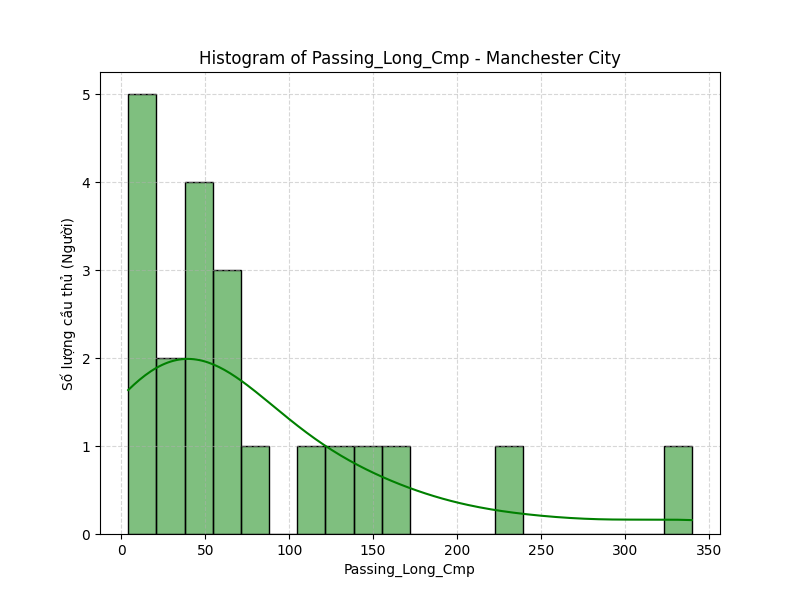 Histogram of Passing_Long_Cmp - Manchester City
Số lượng cầu thủ (Người)
5
4
3
2
1
0
0 50 100 150 200 250 300 350
Passing_Long_Cmp